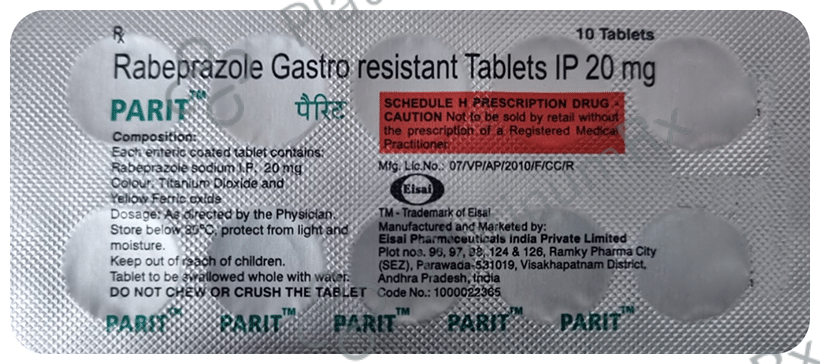 Rx
10 Tablets
Rabeprazole Gastro resistant Tablets IP 20 mg
PARIT™ पैरिट
Composition:
Each enteric coated tablet contains:
Rabeprazole sodium I.P. 20 mg
Colour: Titanium Dioxide and
Yellow Ferric oxide
Dosage: As directed by the Physician.
Store below 30°C, protect from light and
moisture.
Keep out of reach of children.
Tablet to be swallowed whole with water.
DO NOT CHEW OR CRUSH THE TABLET
SCHEDULE H PRESCRIPTION DRUG -
CAUTION Not to be sold by retail without
the prescription of a Registered Medical
Practitioner.
Mfg. Lic.No.: 07/VP/AP/2010/F/CC/R
Eisai
TM - Trademark of Eisai
Manufactured and Marketed by:
Eisai Pharmaceuticals India Private Limited
Plot nos. 96, 97, 98, 124 & 126, Ramky Pharma City
(SEZ), Parawada-531019, Visakhapatnam District,
Andhra Pradesh, India
Code No.: 1000022365
PARIT™ PARIT™ PARIT™ PARIT™ PARIT™